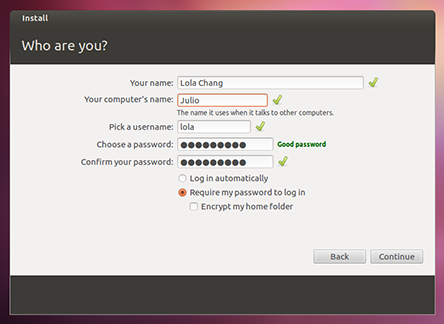 Install
Who are you?
Your name: Lola Chang
Your computer's name: Julio
The name it uses when it talks to other computers.
Pick a username: lola
Choose a password: ●●●●●●●●● Good password
Confirm your password: ●●●●●●●●●
Log in automatically
Require my password to log in
Encrypt my home folder
Back Continue